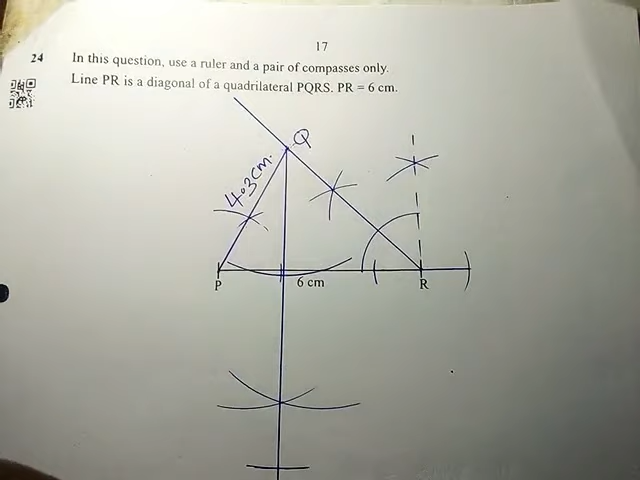 17
24 In this question, use a ruler and a pair of compasses only.
Line PR is a diagonal of a quadrilateral PQRS. PR = 6 cm.
Q
4.3cm.
P 6 cm R